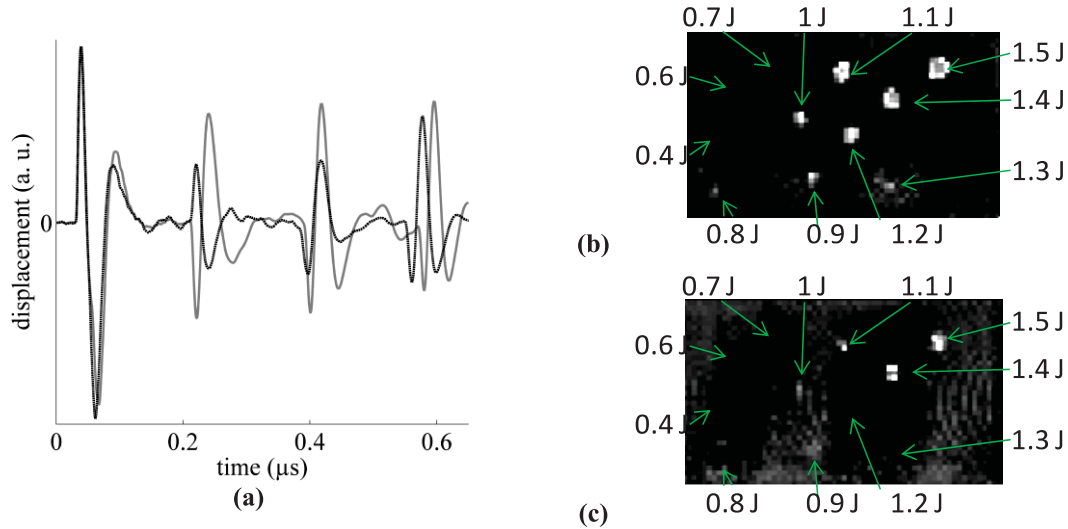 displacement (a. u.)
0
0
0.2
0.4
0.6
time (µs)
(a)
0.7 J
1 J
1.1 J
0.6 J
1.5 J
1.4 J
0.4 J
1.3 J
0.8 J
0.9 J
1.2 J
(b)
0.7 J
1 J
1.1 J
0.6 J
1.5 J
1.4 J
0.4 J
1.3 J
0.8 J
0.9 J
1.2 J
(c)